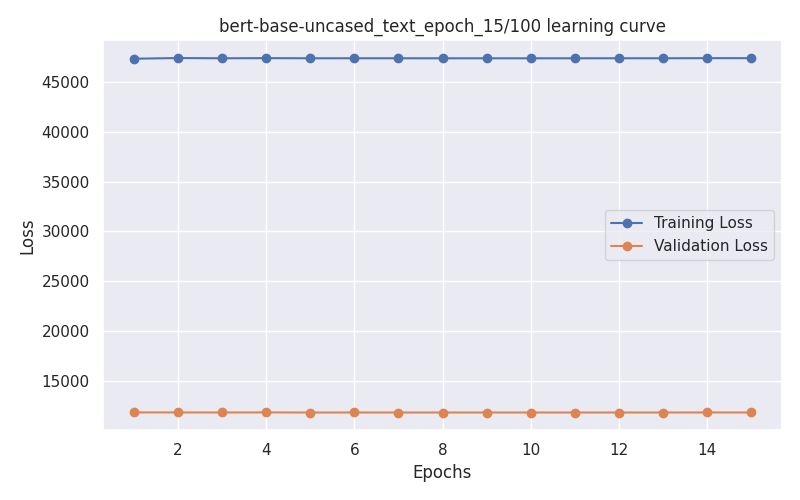 bert-base-uncased_text_epoch_15/100 learning curve
45000
40000
35000
30000
25000
20000
15000
Loss
Training Loss
Validation Loss
2 4 6 8 10 12 14
Epochs